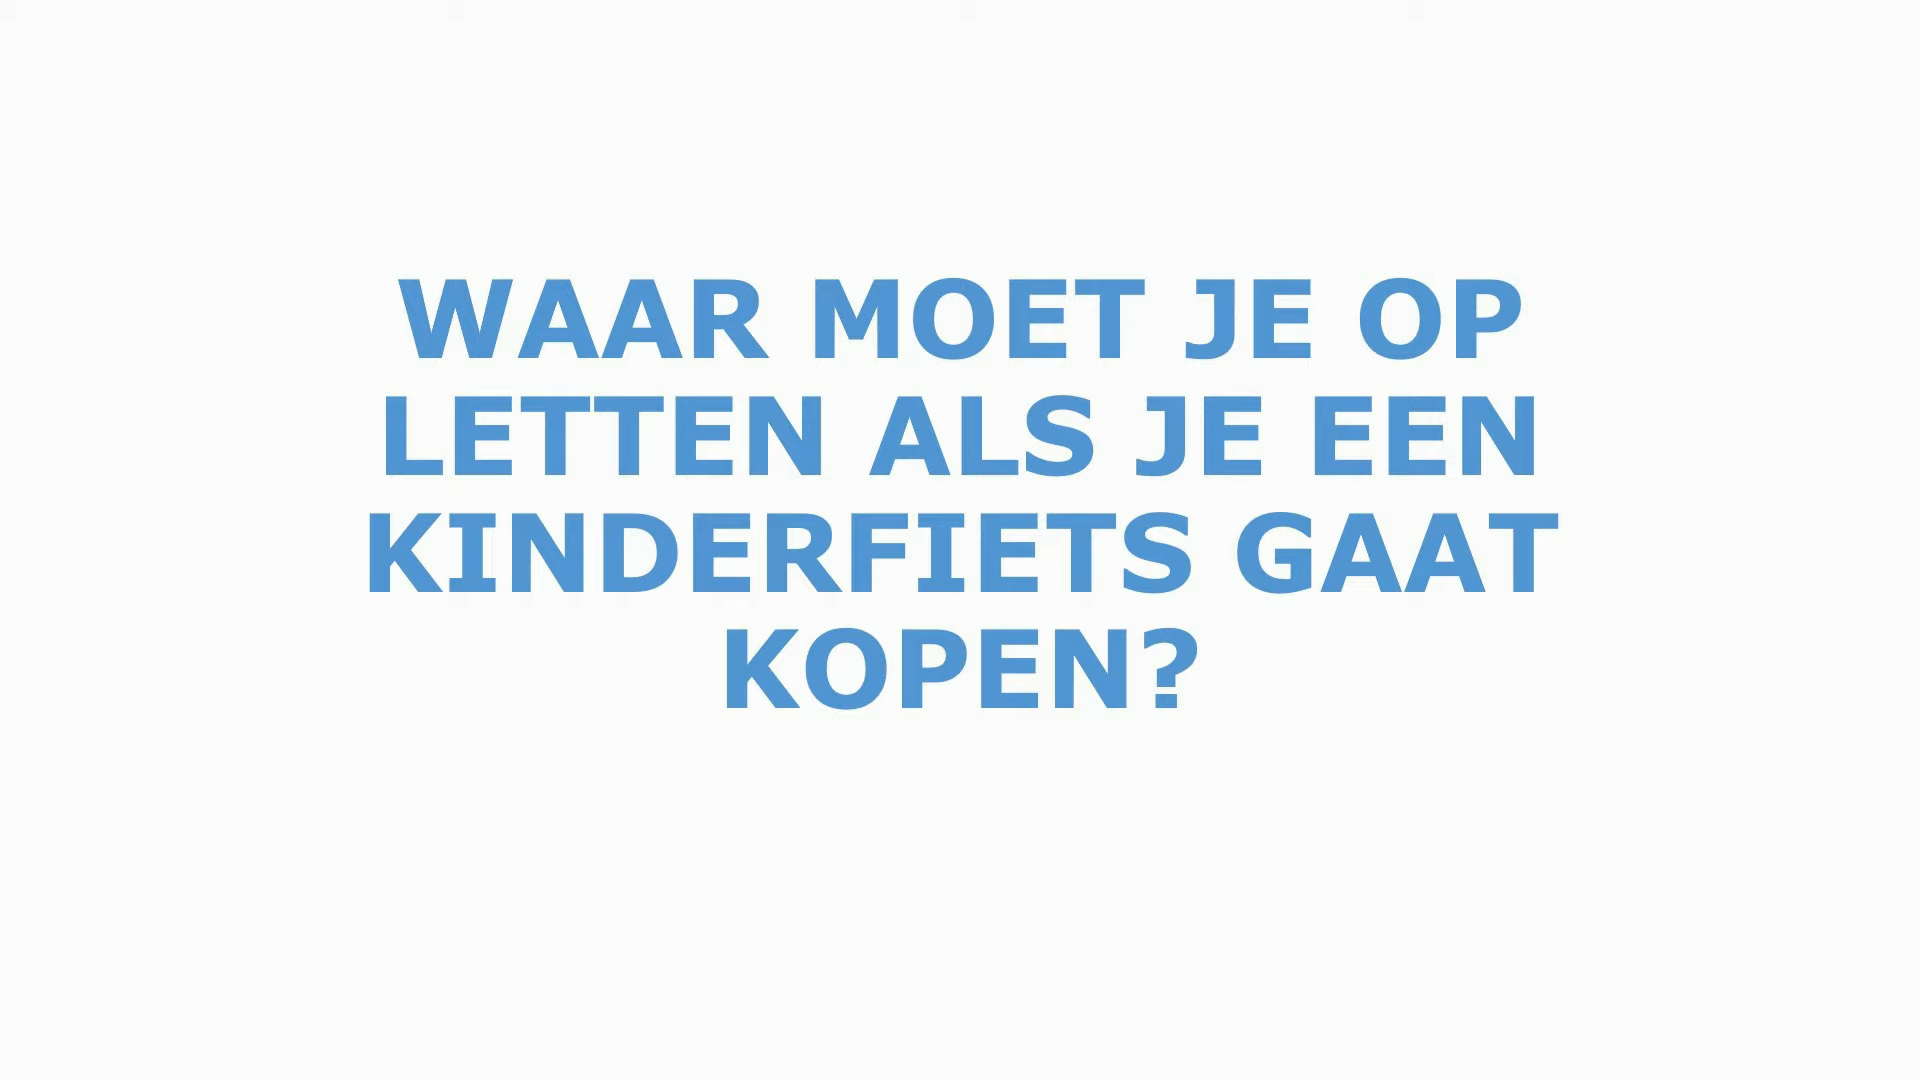 WAAR MOET JE OP
LETTEN ALS JE EEN
KINDERFIETS GAAT
KOPEN?